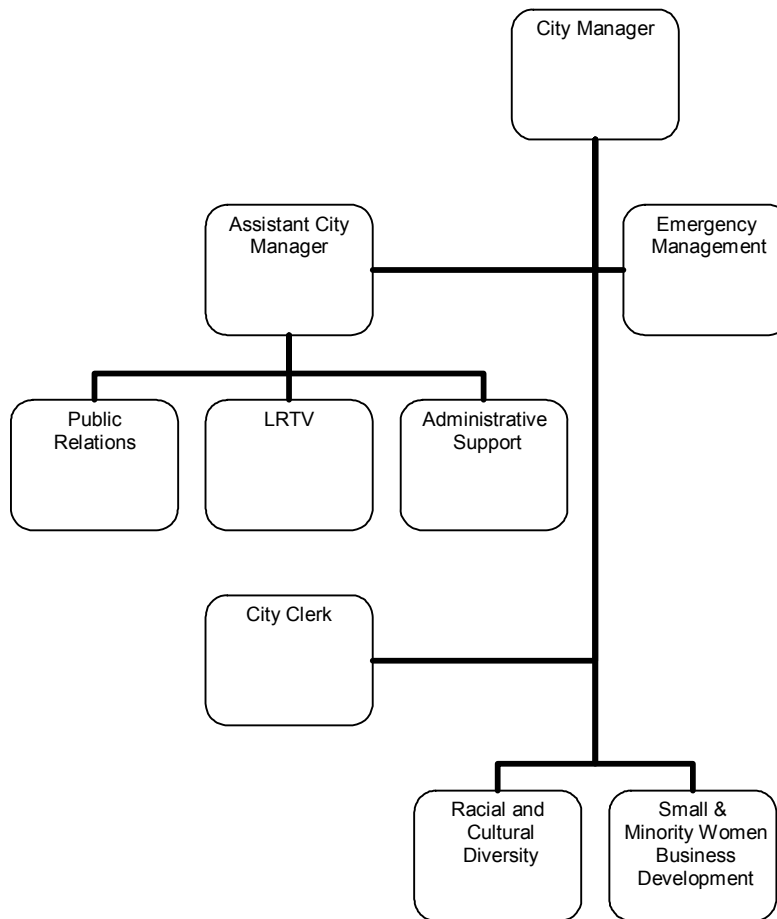 City Manager
Assistant City
Manager
Emergency
Management
Public
Relations
LRTV
Administrative
Support
City Clerk
Racial and
Cultural
Diversity
Small &
Minority Women
Business
Development